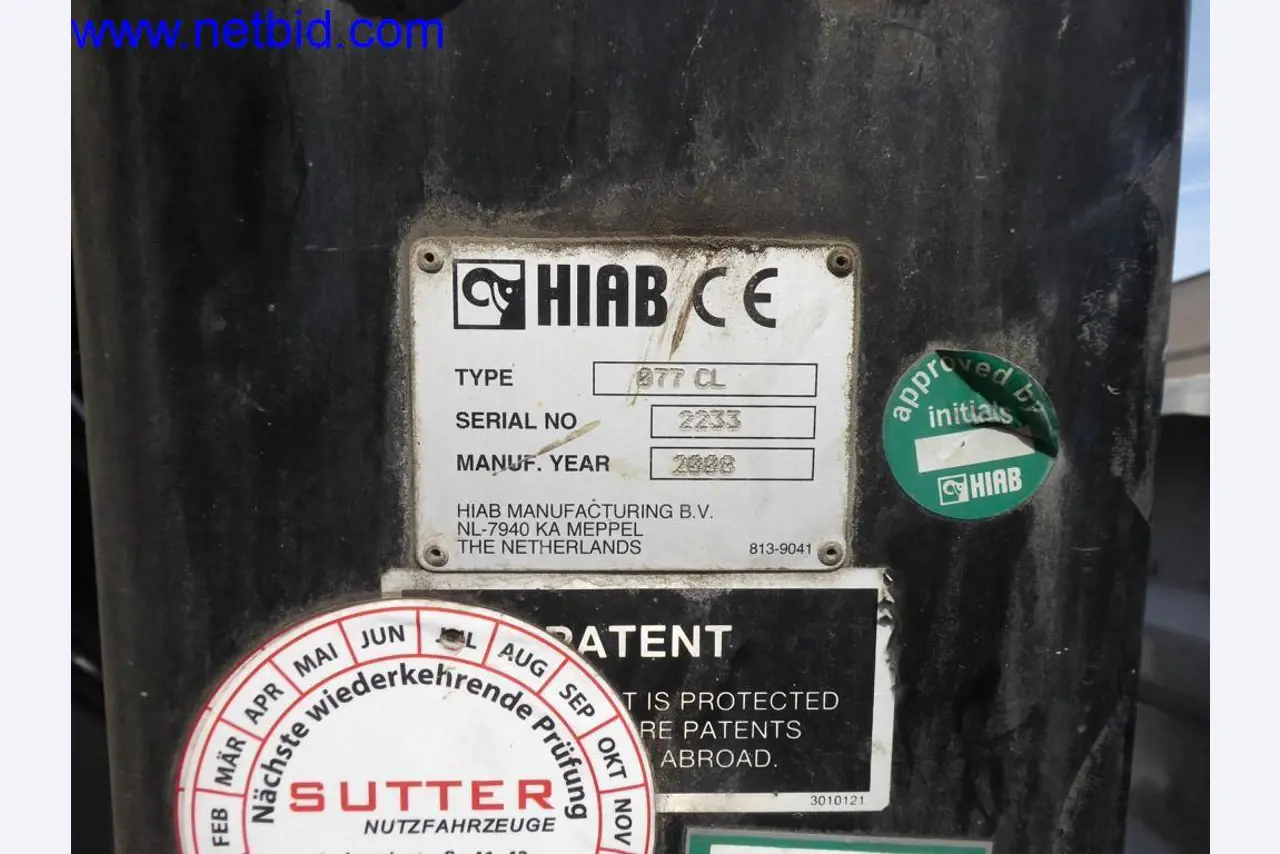 www.netbid.com
HIAB CE
TYPE 077 CL
SERIAL NO 2233
MANUF. YEAR 2000
HIAB MANUFACTURING B.V.
NL-7940 KA MEPPEL
THE NETHERLANDS 813-9041
approved by
initials
HIAB
PATENT
IS PROTECTED
PATENTS
ABROAD.
3010121
FEB MÄR APR MAI JUN JUL AUG SEP OKT NOV
Nächste wiederkehrende Prüfung
SUTTER
NUTZFAHRZEUGE